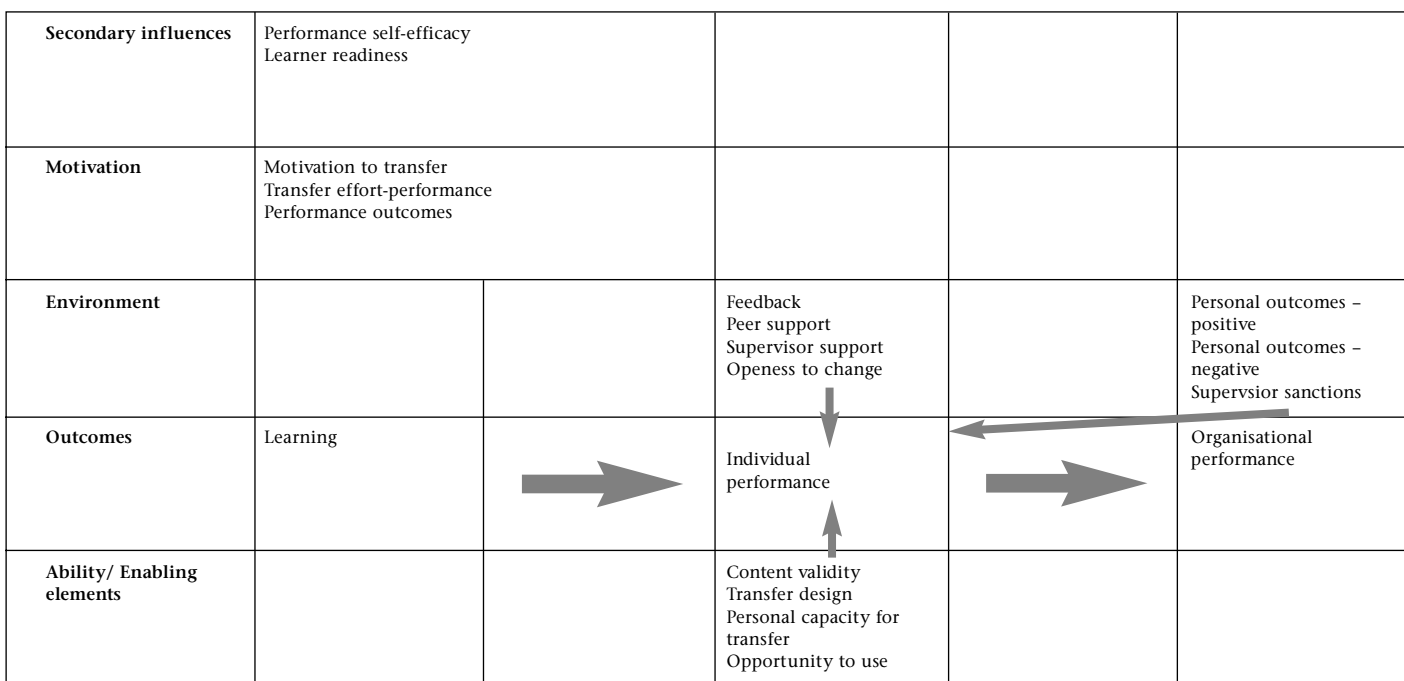 Secondary influences
Performance self-efficacy
Learner readiness
Motivation
Motivation to transfer
Transfer effort-performance
Performance outcomes
Environment
Feedback
Peer support
Supervisor support
Openess to change
Personal outcomes –
positive
Personal outcomes –
negative
Supervsior sanctions
Outcomes
Learning
Individual
performance
Organisational
performance
Ability/ Enabling
elements
Content validity
Transfer design
Personal capacity for
transfer
Opportunity to use